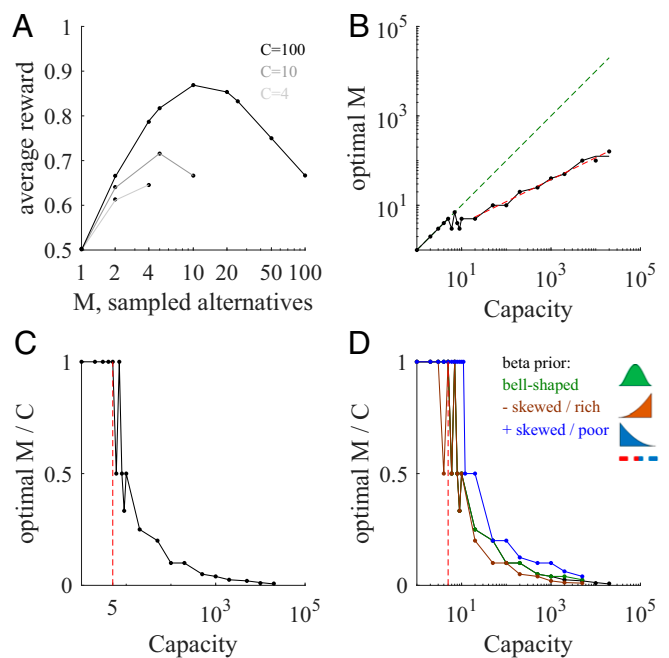 A
1
0.9
0.8
0.7
0.6
0.5
average reward
C=100
C=10
C=4
1 2 4 10 20 50 100
M, sampled alternatives
B
10^5
10^3
10^1
optimal M
10^1 10^3 10^5
Capacity
C
1
0.5
0
optimal M / C
5 10^3 10^5
Capacity
D
1
0.5
0
optimal M / C
beta prior:
bell-shaped
- skewed / rich
+ skewed / poor
10^1 10^3 10^5
Capacity